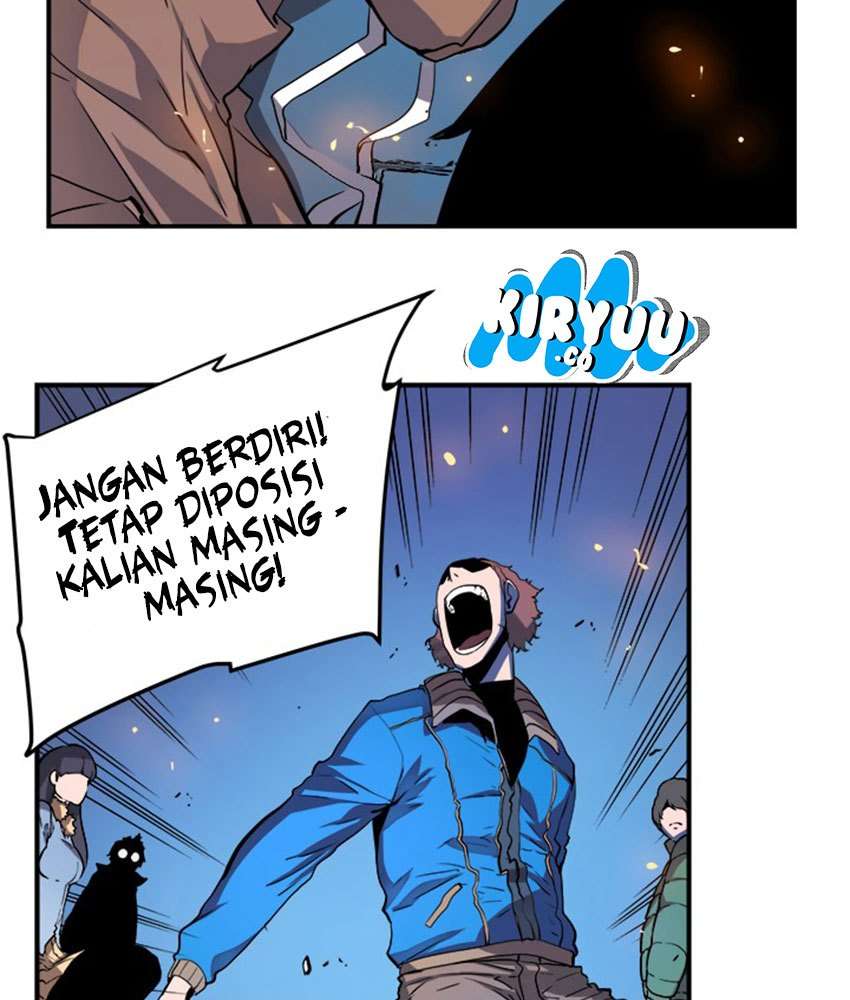 KIRYUU
.CO
JANGAN BERDIRI!
TETAP DIPOSISI
KALIAN MASING -
MASING!